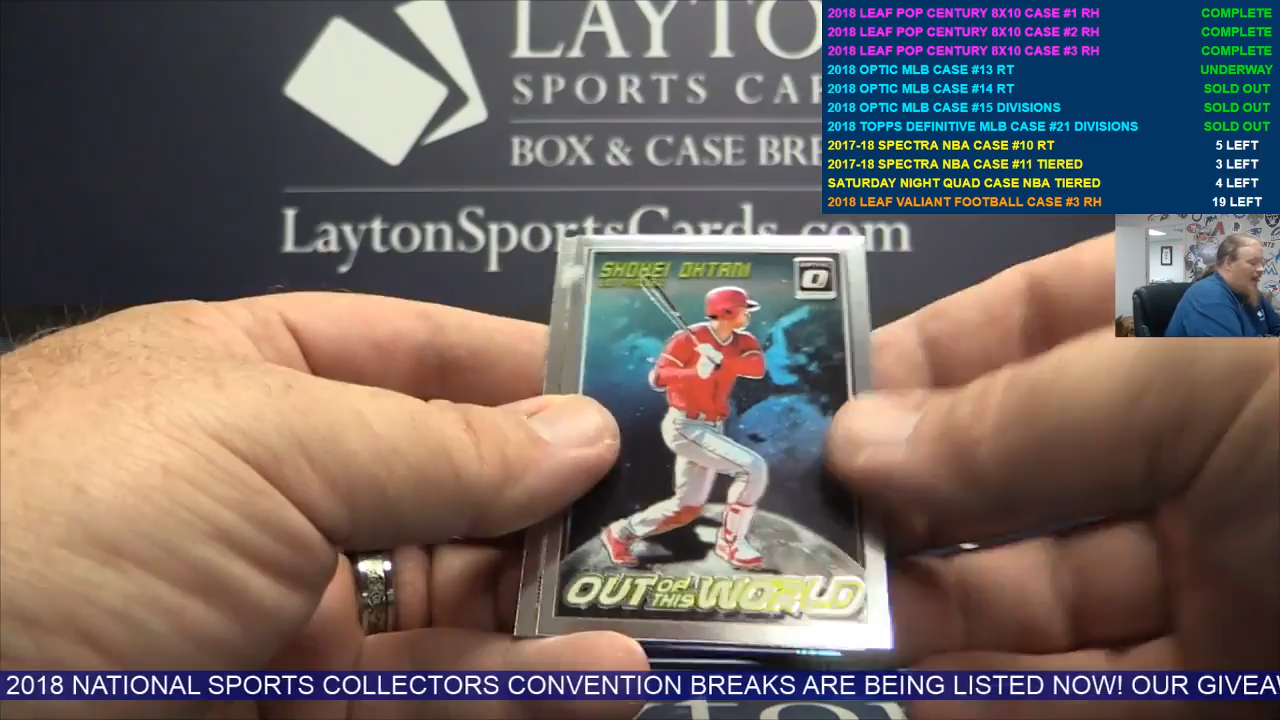 LAYTO
SPORTS CAR
BOX & CASE BRE
LaytonSportsCards.com
2018 LEAF POP CENTURY 8X10 CASE #1 RH COMPLETE
2018 LEAF POP CENTURY 8X10 CASE #2 RH COMPLETE
2018 LEAF POP CENTURY 8X10 CASE #3 RH COMPLETE
2018 OPTIC MLB CASE #13 RT UNDERWAY
2018 OPTIC MLB CASE #14 RT SOLD OUT
2018 OPTIC MLB CASE #15 DIVISIONS SOLD OUT
2018 TOPPS DEFINITIVE MLB CASE #21 DIVISIONS SOLD OUT
2017-18 SPECTRA NBA CASE #10 RT 5 LEFT
2017-18 SPECTRA NBA CASE #11 TIERED 3 LEFT
SATURDAY NIGHT QUAD CASE NBA TIERED 4 LEFT
2018 LEAF VALIANT FOOTBALL CASE #3 RH 19 LEFT
SHOHEI OHTANI
OUT OF THIS WORLD
2018 NATIONAL SPORTS COLLECTORS CONVENTION BREAKS ARE BEING LISTED NOW! OUR GIVEA